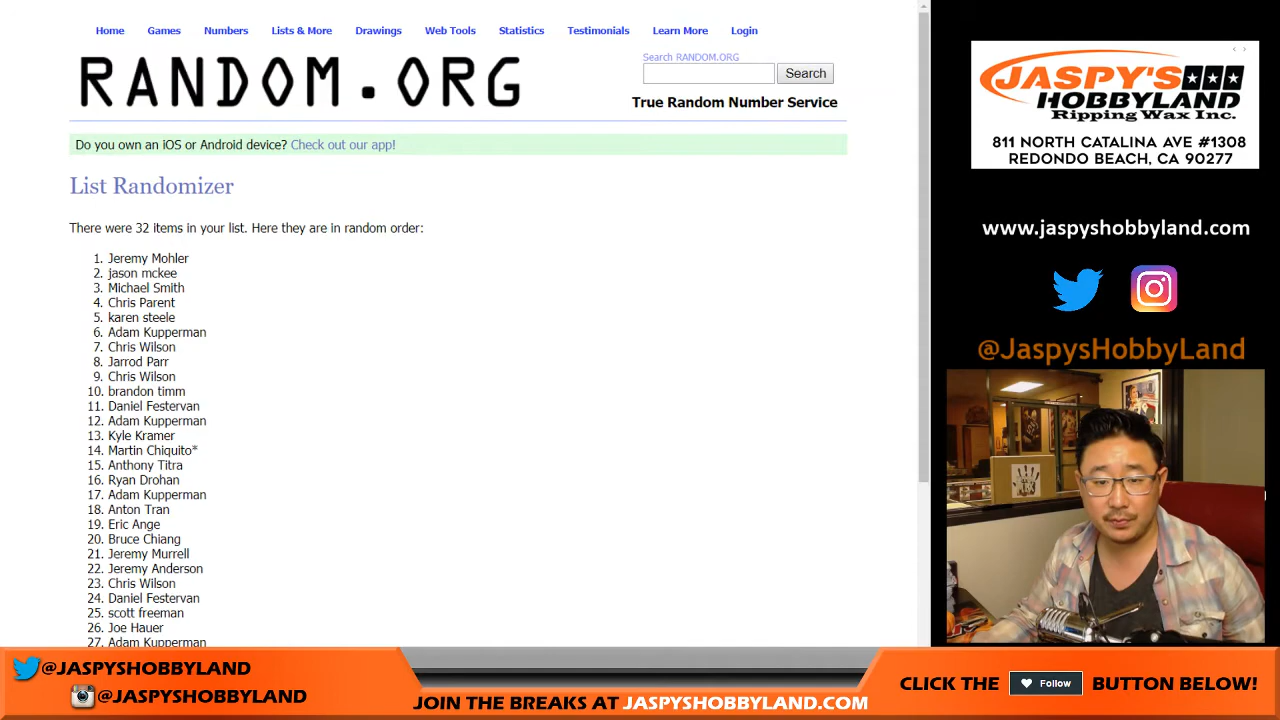 Home Games Numbers Lists & More Drawings Web Tools Statistics Testimonials Learn More Login
RANDOM.ORG
Search RANDOM.ORG
Search
True Random Number Service
Do you own an iOS or Android device? Check out our app!
List Randomizer
There were 32 items in your list. Here they are in random order:
1. Jeremy Mohler
2. jason mckee
3. Michael Smith
4. Chris Parent
5. karen steele
6. Adam Kupperman
7. Chris Wilson
8. Jarrod Parr
9. Chris Wilson
10. brandon timm
11. Daniel Festervan
12. Adam Kupperman
13. Kyle Kramer
14. Martin Chiquito*
15. Anthony Titra
16. Ryan Drohan
17. Adam Kupperman
18. Anton Tran
19. Eric Ange
20. Bruce Chiang
21. Jeremy Murrell
22. Jeremy Anderson
23. Chris Wilson
24. Daniel Festervan
25. scott freeman
26. Joe Hauer
27. Adam Kupperman
JASPY'S
HOBBYLAND
Ripping Wax Inc.
811 NORTH CATALINA AVE #1308
REDONDO BEACH, CA 90277
www.jaspyshobbyland.com
@JaspysHobbyLand
@JASPYSHOBBYLAND
@JASPYSHOBBYLAND
JOIN THE BREAKS AT JASPYSHOBBYLAND.COM
CLICK THE Follow BUTTON BELOW!